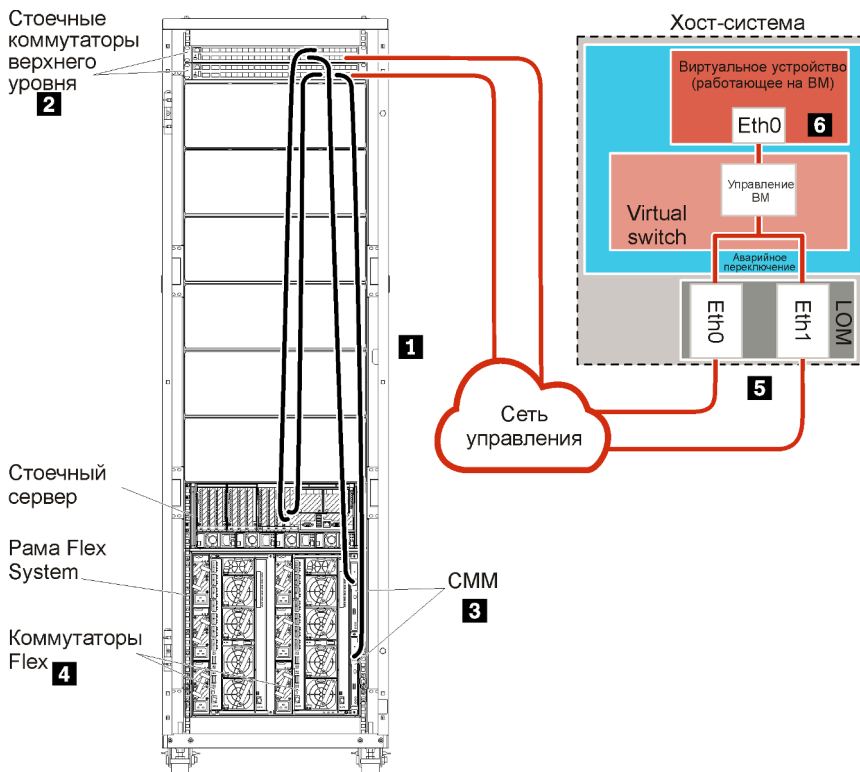 Стоечные
коммутаторы
верхнего
уровня
2
Хост-система
Виртуальное устройство
(работающее на ВМ)
Eth0
6
Управление
ВМ
Virtual
switch
Аварийное
переключение
Eth0
Eth1
LOM
5
1
Сеть
управления
Стоечный
сервер
Рама Flex
System
CMM
3
Коммутаторы
Flex
4